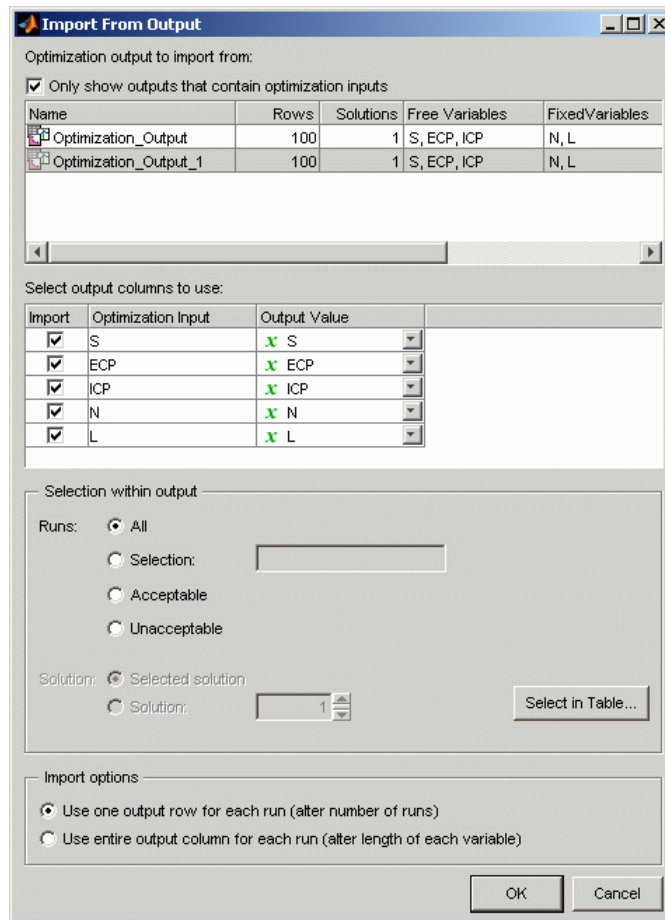 Import From Output
Optimization output to import from:
Only show outputs that contain optimization inputs
Name Rows Solutions Free Variables FixedVariables
Optimization_Output 100 1 S, ECP, ICP N, L
Optimization_Output_1 100 1 S, ECP, ICP N, L
Select output columns to use:
Import Optimization Input Output Value
S x S
ECP x ECP
ICP x ICP
N x N
L x L
Selection within output
Runs: All
Selection:
Acceptable
Unacceptable
Solution: Selected solution
Solution: 1 Select in Table...
Import options
Use one output row for each run (alter number of runs)
Use entire output column for each run (alter length of each variable)
OK Cancel